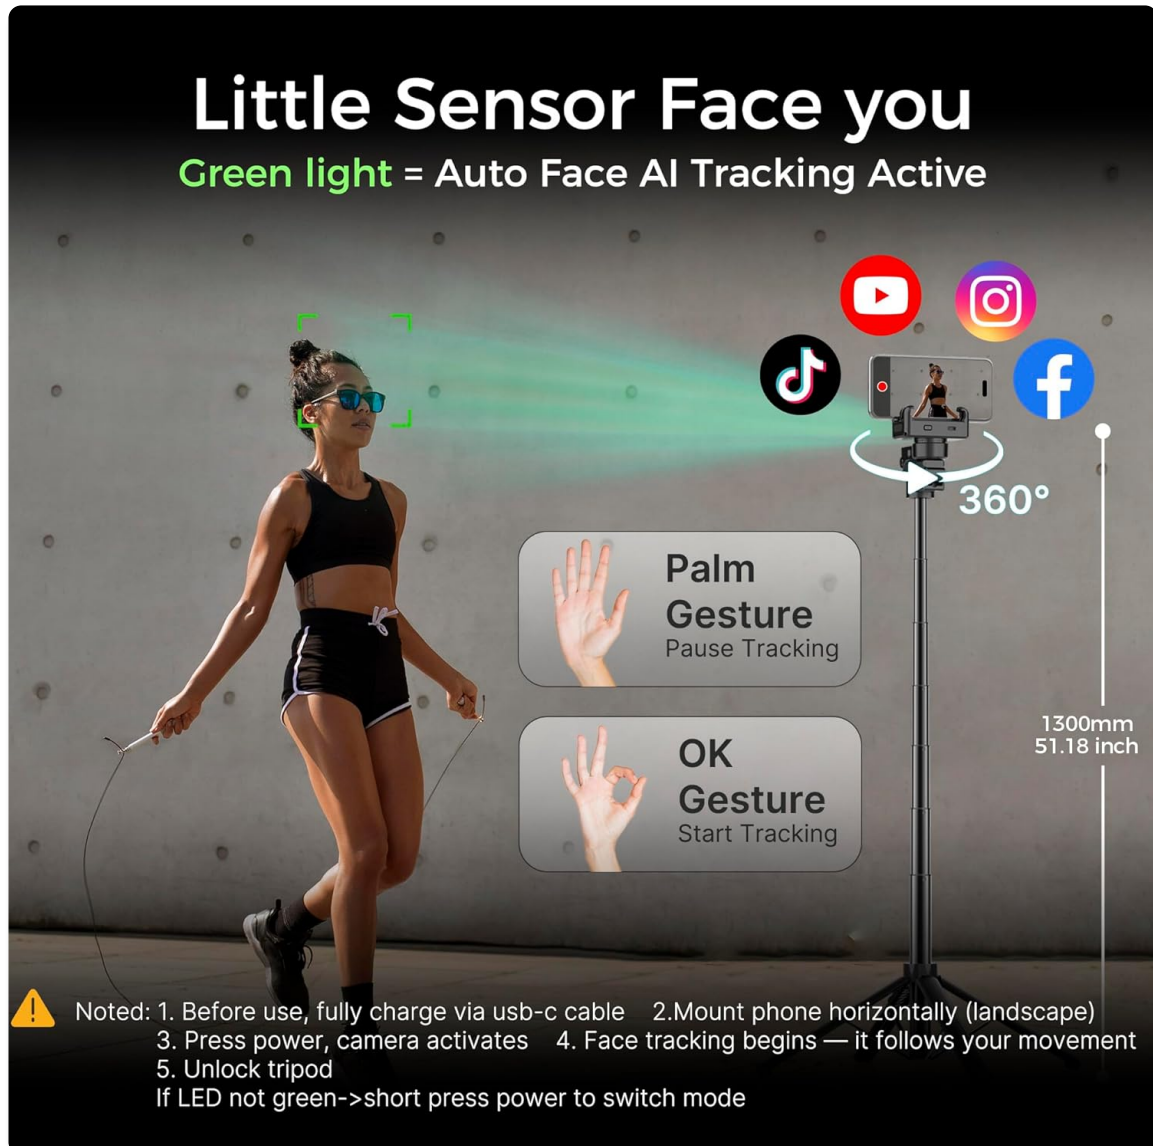 Little Sensor Face you
Green light = Auto Face AI Tracking Active
360°
Palm
Gesture
Pause Tracking
OK
Gesture
Start Tracking
1300mm
51.18 inch
Noted: 1. Before use, fully charge via usb-c cable 2.Mount phone horizontally (landscape)
3. Press power, camera activates 4. Face tracking begins — it follows your movement
5. Unlock tripod
If LED not green->short press power to switch mode